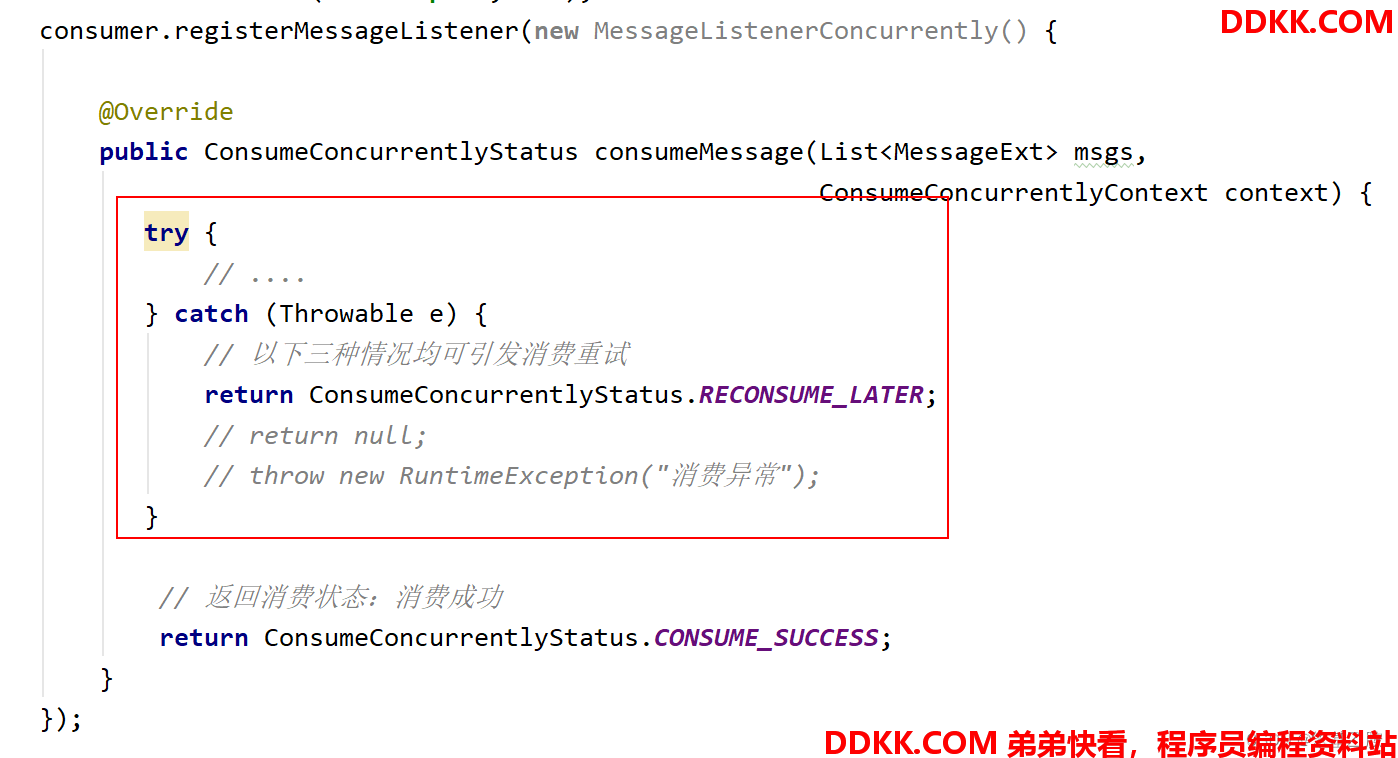 DDKK.COM
consumer.registerMessageListener(new MessageListenerConcurrently() {
@Override
public ConsumeConcurrentlyStatus consumeMessage(List<MessageExt> msgs,
ConsumeConcurrentlyContext context) {
try {
// ....
} catch (Throwable e) {
// 以下三种情况均可引发消费重试
return ConsumeConcurrentlyStatus.RECONSUME_LATER;
// return null;
// throw new RuntimeException("消费异常");
}
// 返回消费状态：消费成功
return ConsumeConcurrentlyStatus.CONSUME_SUCCESS;
}
});
DDKK.COM 弟弟快看，程序员编程资料站